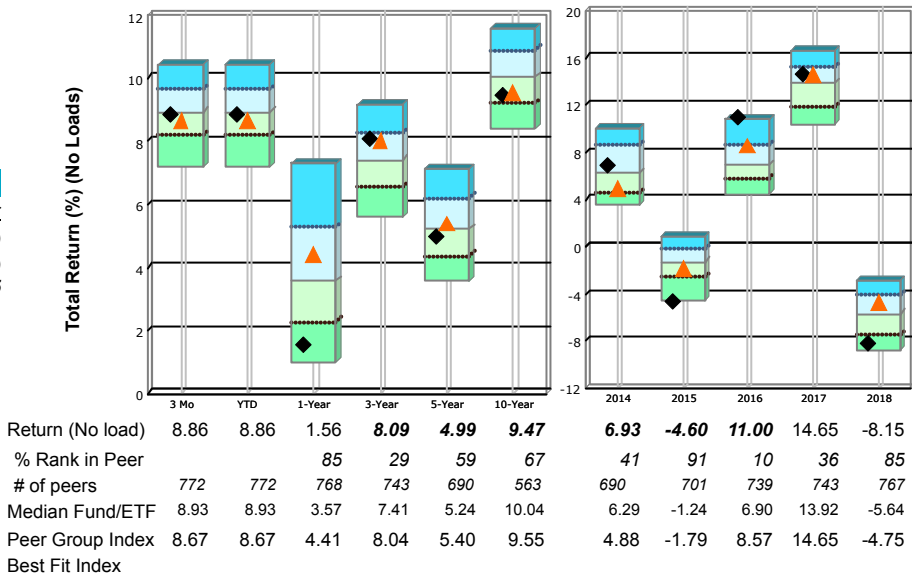 Total Return (%) (No Loads)
12
10
8
6
4
2
0
3 Mo YTD 1-Year 3-Year 5-Year 10-Year
20
16
12
8
4
0
-4
-8
-12
2014 2015 2016 2017 2018
Return (No load) 8.86 8.86 1.56 8.09 4.99 9.47 6.93 -4.60 11.00 14.65 -8.15
% Rank in Peer 85 29 59 67 41 91 10 36 85
# of peers 772 772 768 743 690 563 690 701 739 743 767
Median Fund/ETF 8.93 8.93 3.57 7.41 5.24 10.04 6.29 -1.24 6.90 13.92 -5.64
Peer Group Index 8.67 8.67 4.41 8.04 5.40 9.55 4.88 -1.79 8.57 14.65 -4.75
Best Fit Index